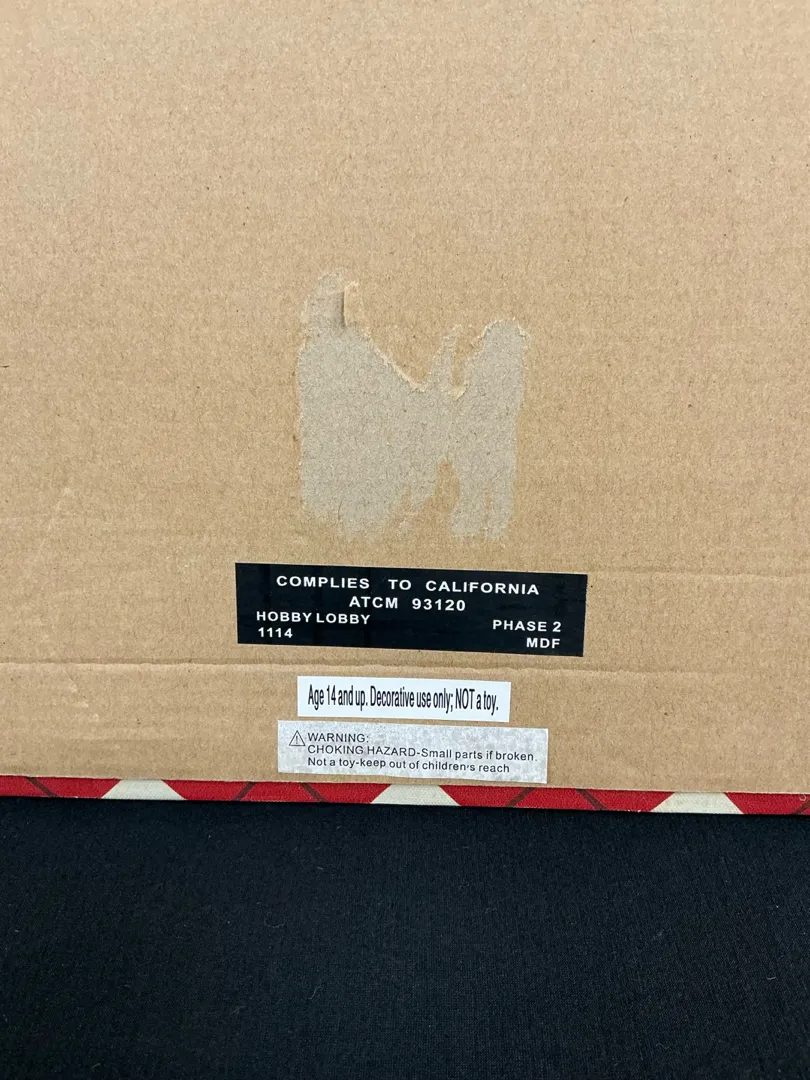 COMPLIES TO CALIFORNIA
ATCM 93120
HOBBY LOBBY PHASE 2
1114 MDF
Age 14 and up. Decorative use only; NOT a toy.
WARNING:
CHOKING HAZARD-Small parts if broken.
Not a toy-keep out of children's reach